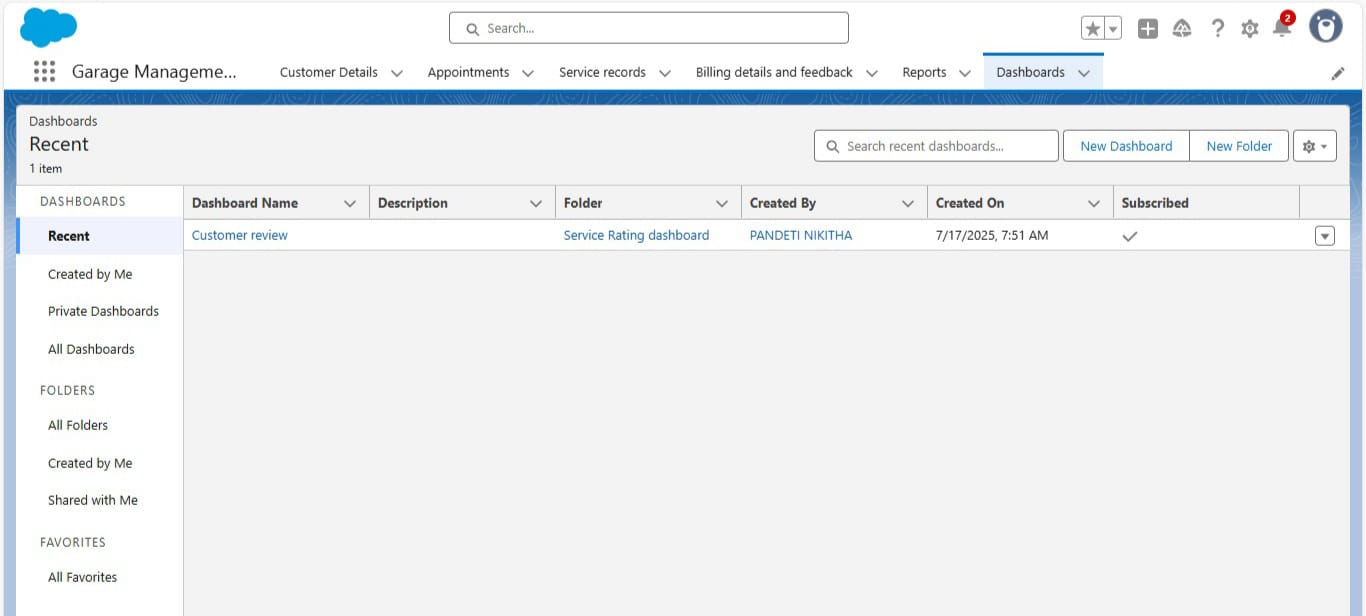 Search...
2
Garage Manageme...
Customer Details
Appointments
Service records
Billing details and feedback
Reports
Dashboards
Dashboards
Recent
1 item
Search recent dashboards...
New Dashboard
New Folder
DASHBOARDS
Recent
Created by Me
Private Dashboards
All Dashboards
FOLDERS
All Folders
Created by Me
Shared with Me
FAVORITES
All Favorites
Dashboard Name Description Folder Created By Created On Subscribed
Customer review Service Rating dashboard PANDETI NIKITHA 7/17/2025, 7:51 AM